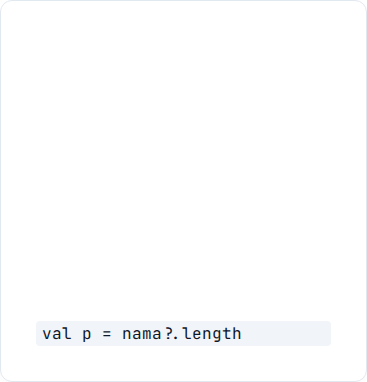 val p = nama?.length